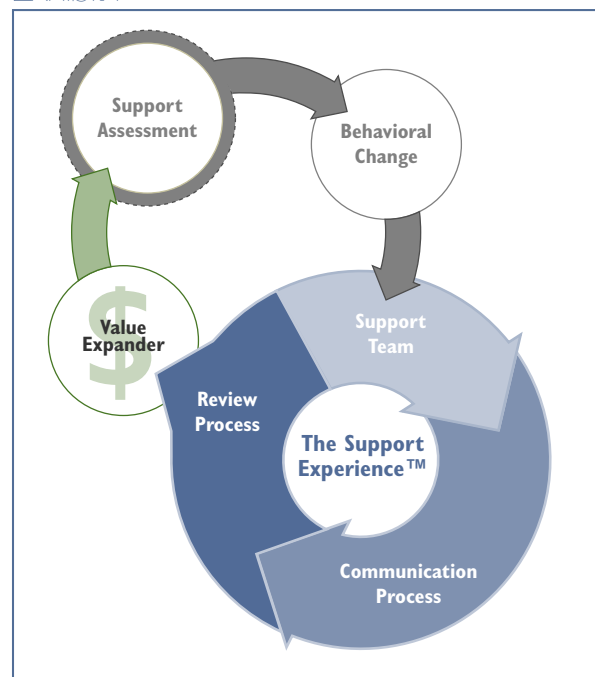 Support
Assessment
Behavioral
Change
$
Value
Expander
Support
Team
Review
Process
The Support
Experience™
Communication
Process